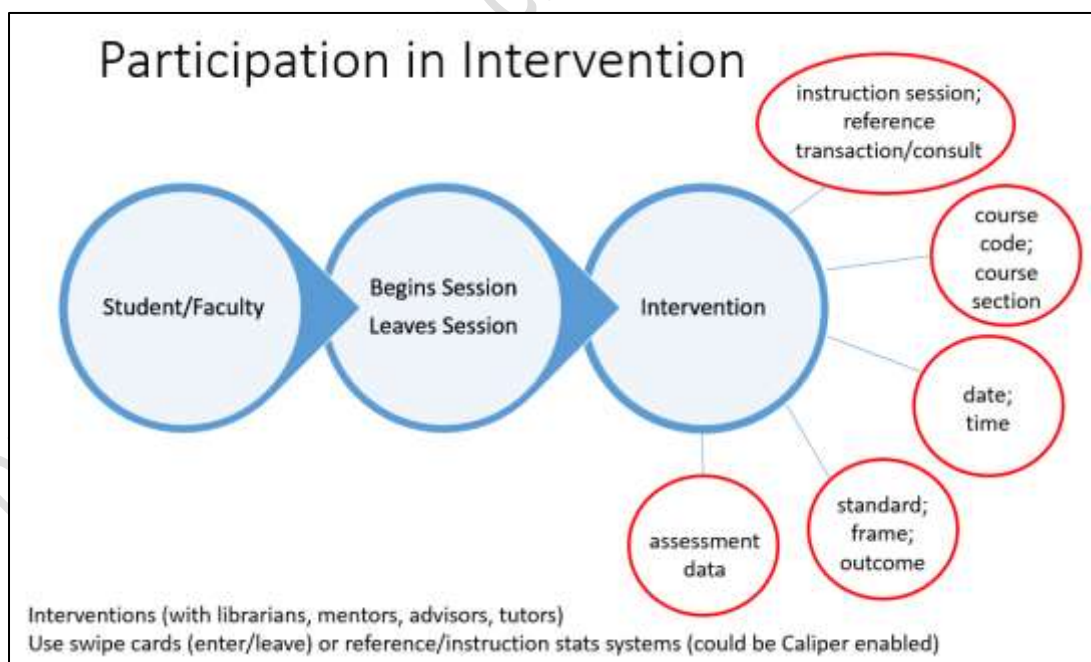 Participation in Intervention
instruction session;
reference
transaction/consult
course
code;
course
section
Student/Faculty
Begins Session
Leaves Session
Intervention
date;
time
standard;
frame;
outcome
assessment
data
Interventions (with librarians, mentors, advisors, tutors)
Use swipe cards (enter/leave) or reference/instruction stats systems (could be Caliper enabled)